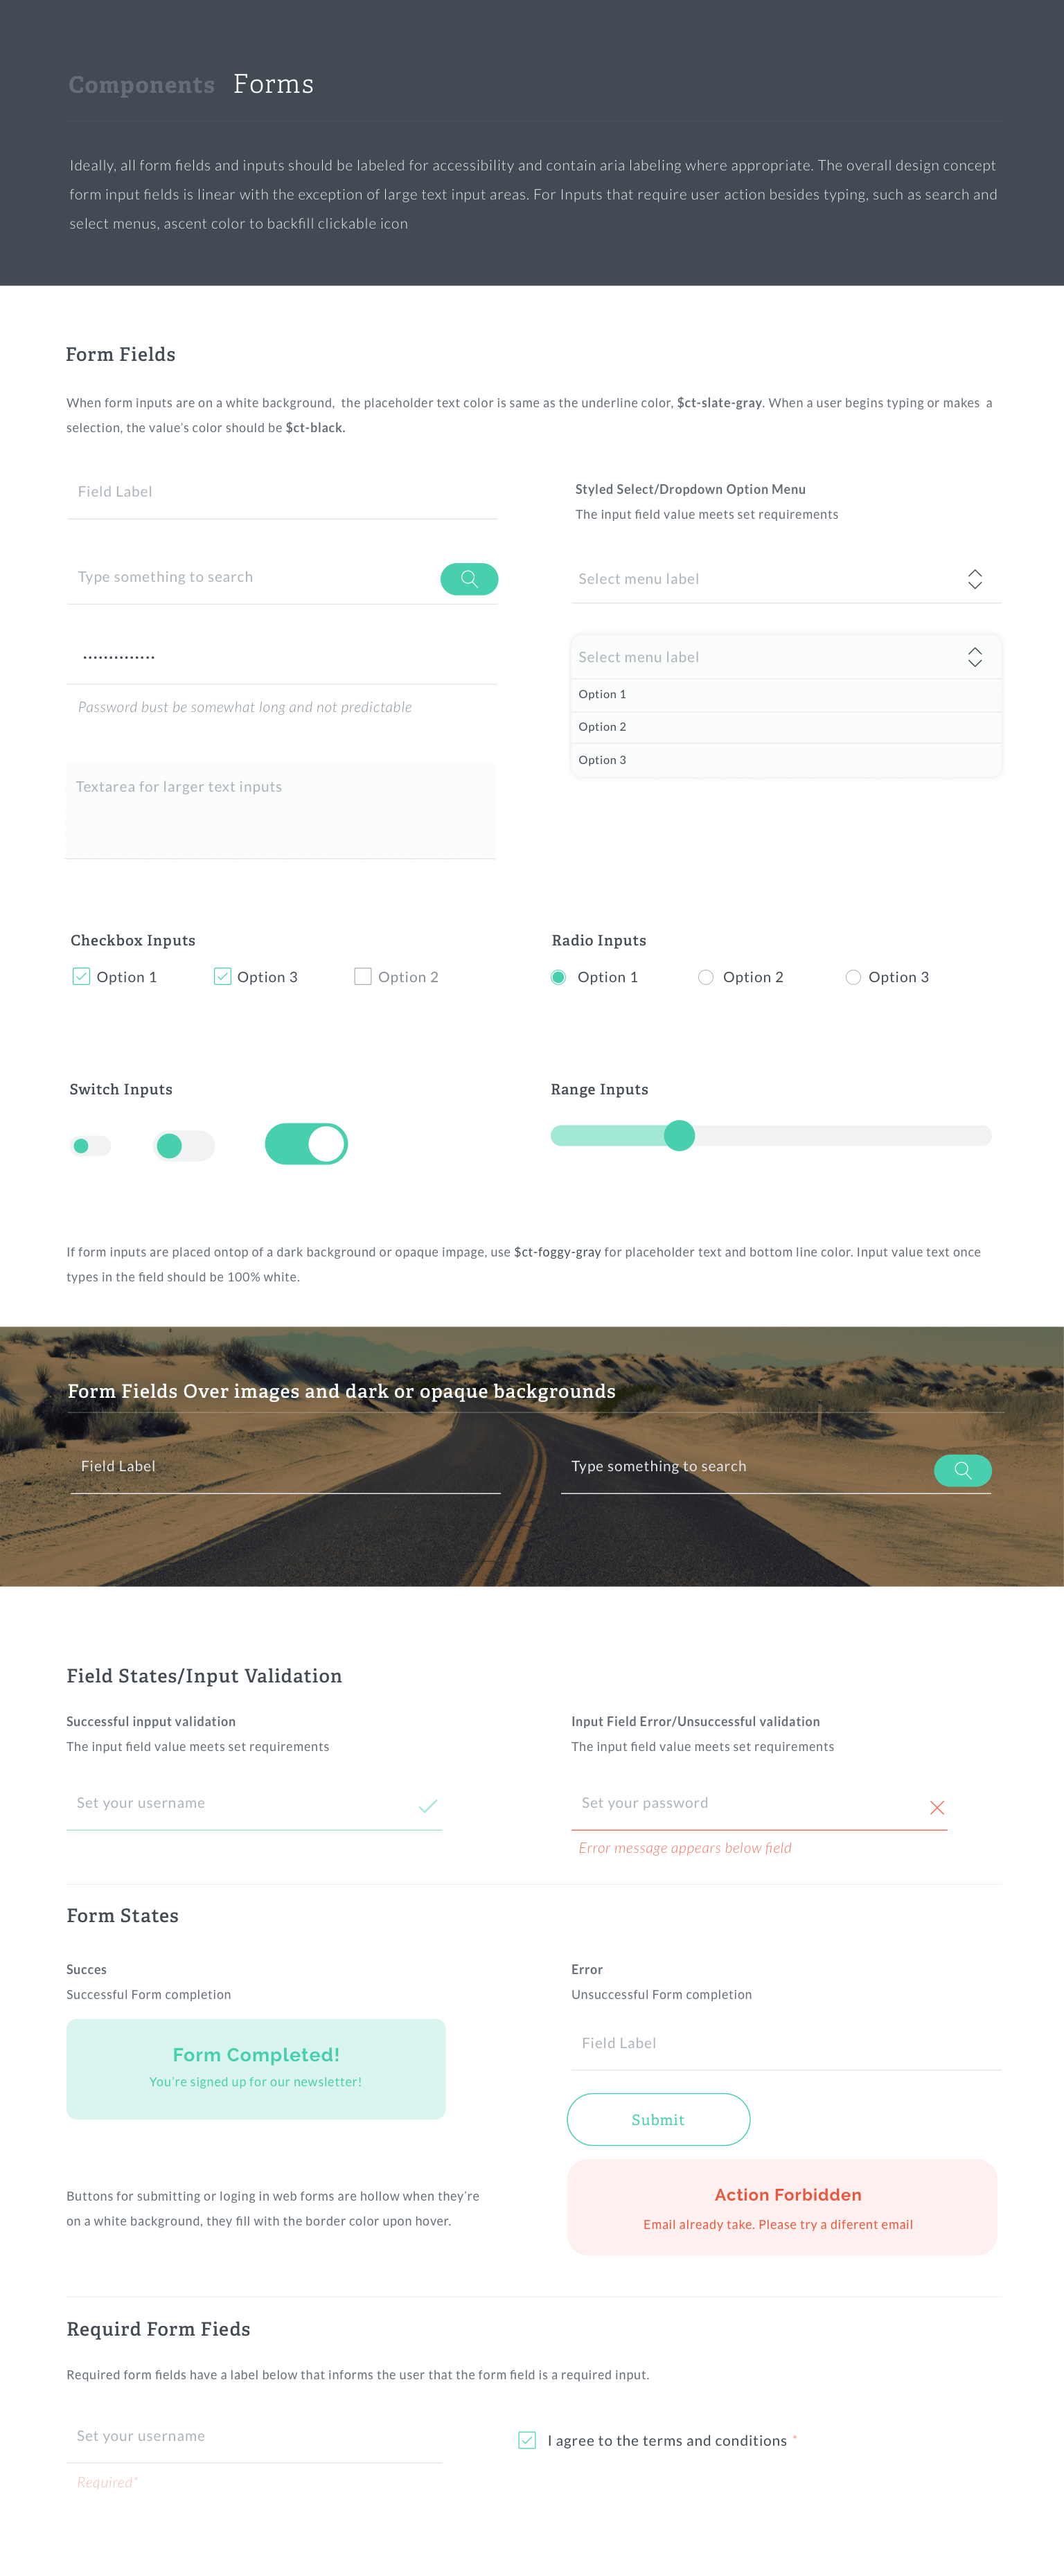 Components Forms
Ideally, all form fields and inputs should be labeled for accessibility and contain aria labeling where appropriate. The overall design concept
form input fields is linear with the exception of large text input areas. For Inputs that require user action besides typing, such as search and
select menus, ascent color to backfill clickable icon
Form Fields
When form inputs are on a white background, the placeholder text color is same as the underline color, $ct-slate-gray. When a user begins typing or makes a
selection, the value's color should be $ct-black.
Field Label
Type something to search
••••••••••••••
Password bust be somewhat long and not predictable
Textarea for larger text inputs
Styled Select/Dropdown Option Menu
The input field value meets set requirements
Select menu label
Select menu label
Option 1
Option 2
Option 3
Checkbox Inputs
Option 1 Option 3 Option 2
Radio Inputs
Option 1 Option 2 Option 3
Switch Inputs
Range Inputs
If form inputs are placed ontop of a dark background or opaque impage, use $ct-foggy-gray for placeholder text and bottom line color. Input value text once
types in the field should be 100% white.
Form Fields Over images and dark or opaque backgrounds
Field Label
Type something to search
Field States/Input Validation
Successful inpput validation
The input field value meets set requirements
Set your username
Input Field Error/Unsuccessful validation
The input field value meets set requirements
Set your password
Error message appears below field
Form States
Succes
Successful Form completion
Form Completed!
You're signed up for our newsletter!
Buttons for submitting or loging in web forms are hollow when they're
on a white background, they fill with the border color upon hover.
Error
Unsuccessful Form completion
Field Label
Submit
Action Forbidden
Email already take. Please try a diferent email
Requird Form Fieds
Required form fields have a label below that informs the user that the form field is a required input.
Set your username
Required*
I agree to the terms and conditions *